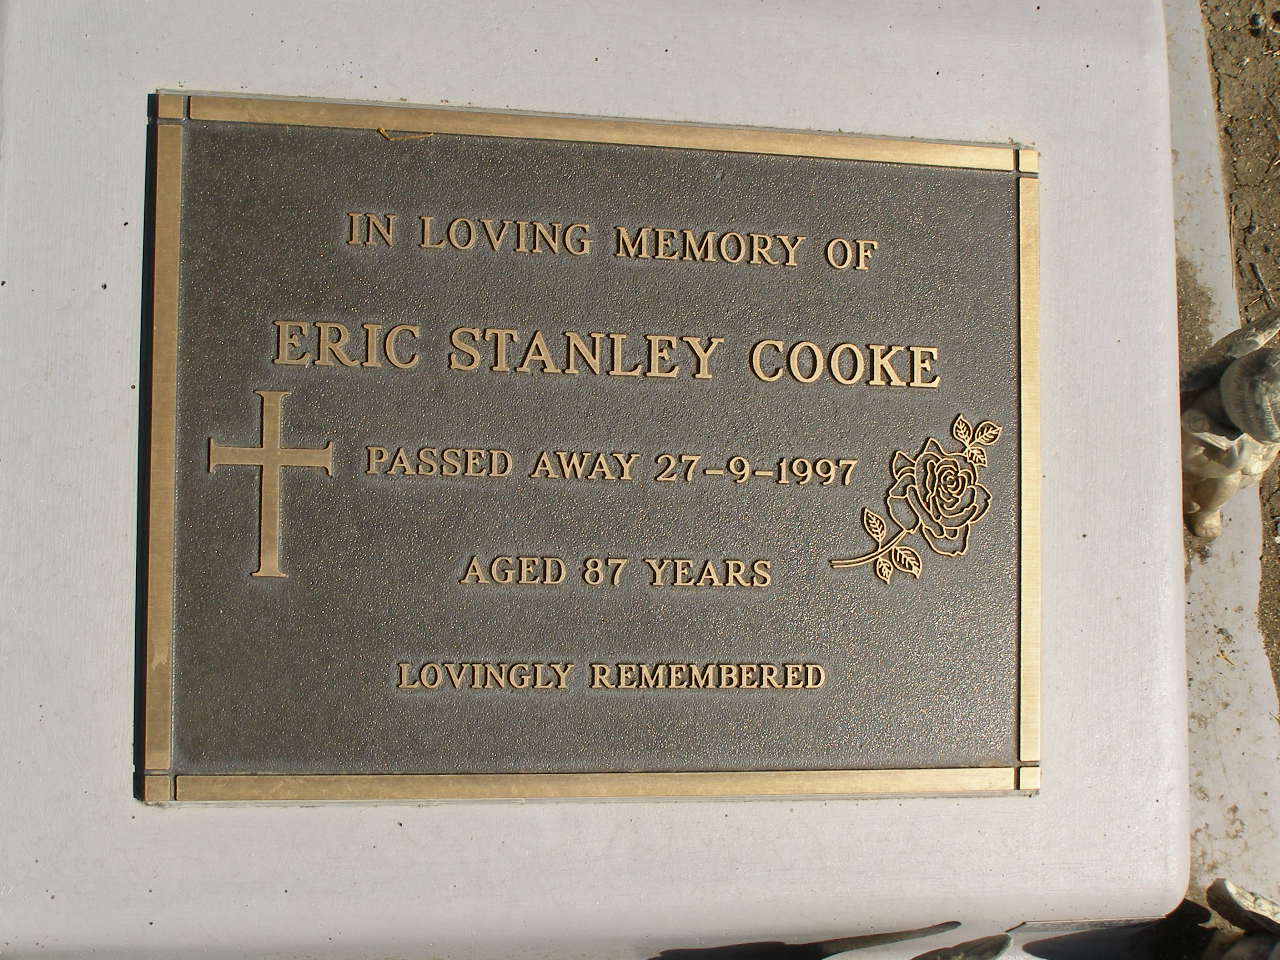 IN LOVING MEMORY OF
ERIC STANLEY COOKE
PASSED AWAY 27-9-1997
AGED 87 YEARS
LOVINGLY REMEMBERED